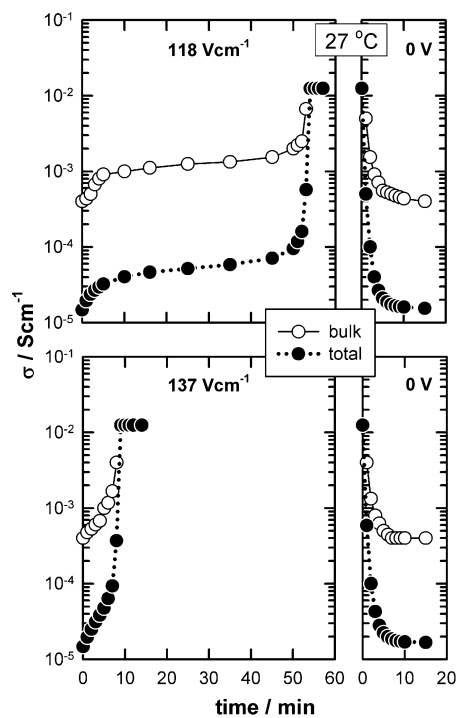 118 Vcm⁻¹
27 °C
0 V
10⁻¹
10⁻²
10⁻³
10⁻⁴
10⁻⁵
bulk
total
σ / Scm⁻¹
137 Vcm⁻¹
0 V
10⁻¹
10⁻²
10⁻³
10⁻⁴
10⁻⁵
0 10 20 30 40 50 60 0 5 10 15 20
time / min